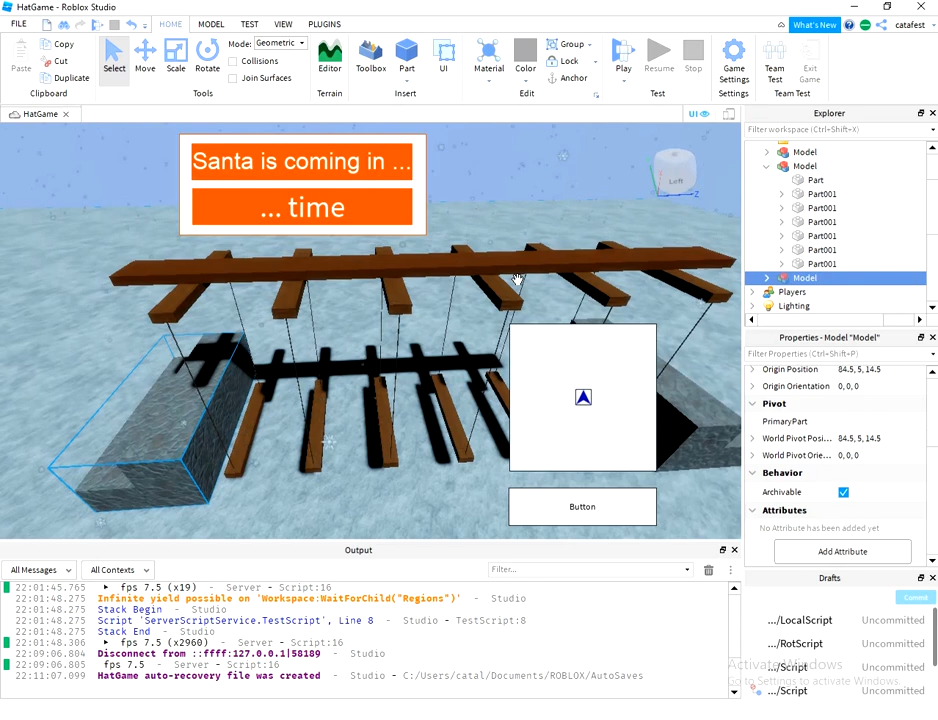 HatGame - Roblox Studio
FILE HOME MODEL TEST VIEW PLUGINS What's New catafest
Paste Copy Cut Duplicate Select Move Scale Rotate Mode: Geometric Collisions Join Surfaces Editor Toolbox Part UI Material Color Group Lock Anchor Play Resume Stop Game Settings Team Test Exit Game
Clipboard Tools Terrain Insert Edit Test Settings Team Test
HatGame UI
Santa is coming in ...
... time
Left
Z
Button
Explorer
Filter workspace (Ctrl+Shift+X)
Model
Model
Part
Part001
Part001
Part001
Part001
Part001
Part001
Model
Players
Lighting
Properties - Model "Model"
Filter Properties (Ctrl+Shift+P)
Origin Position 84.5, 5, 14.5
Origin Orientation 0, 0, 0
Pivot
PrimaryPart
World Pivot Posi... 84.5, 5, 14.5
World Pivot Orie... 0, 0, 0
Behavior
Archivable
Attributes
No Attribute has been added yet
Add Attribute
Output
All Messages All Contexts Filter...
22:01:45.765 fps 7.5 (x19) - Server - Script:16
22:01:48.275 Infinite yield possible on 'Workspace:WaitForChild("Regions")' - Studio
22:01:48.275 Stack Begin - Studio
22:01:48.275 Script 'ServerScriptService.TestScript', Line 8 - Studio - TestScript:8
22:01:48.275 Stack End - Studio
22:01:48.306 fps 7.5 (x2960) - Server - Script:16
22:09:06.804 Disconnect from ::ffff:127.0.0.1|58189 - Studio
22:09:06.805 fps 7.5 - Server - Script:16
22:11:07.099 HatGame auto-recovery file was created - Studio - C:/Users/catal/Documents/ROBLOX/AutoSaves
Drafts
Commit
.../LocalScript Uncommitted
.../RotScript Uncommitted
.../Script Uncommitted
.../Script Uncommitted
Activate Windows
Go to Settings to activate Windows.